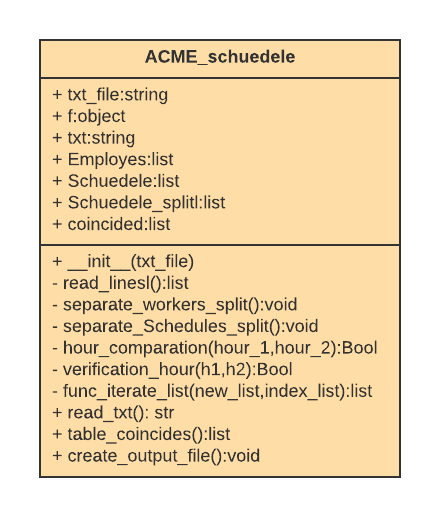 ACME_schuedele
+ txt_file:string
+ f:object
+ txt:string
+ Employes:list
+ Schuedele:list
+ Schuedele_splitl:list
+ coincided:list
+ __init__(txt_file)
- read_linesl():list
- separate_workers_split():void
- separate_Schedules_split():void
- hour_comparation(hour_1,hour_2):Bool
- verification_hour(h1,h2):Bool
- func_iterate_list(new_list,index_list):list
+ read_txt(): str
+ table_coincides():list
+ create_output_file():void